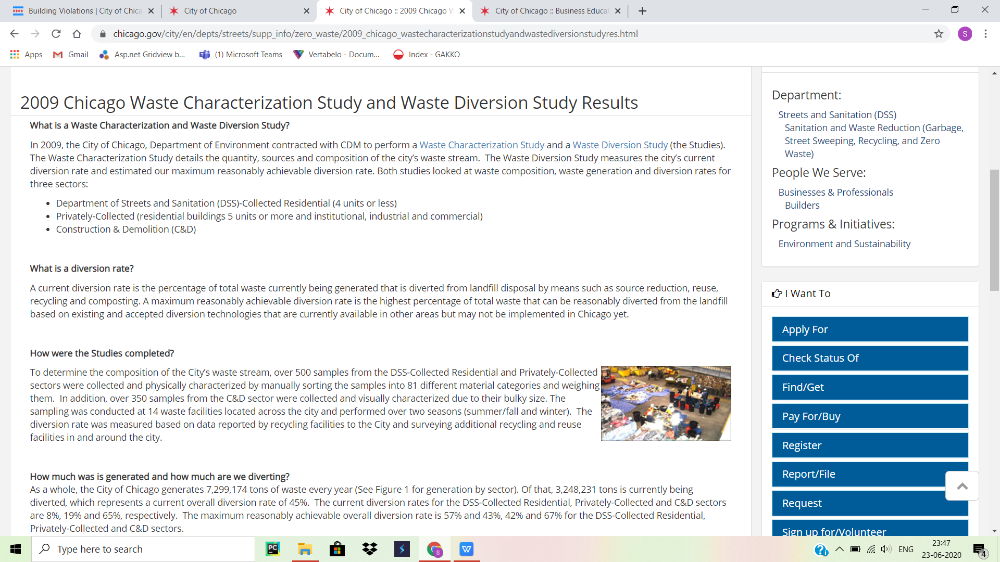 Building Violations | City of Chica
City of Chicago
City of Chicago :: 2009 Chicago W
City of Chicago :: Business Educat
chicago.gov/city/en/depts/streets/supp_info/zero_waste/2009_chicago_wastecharacterizationstudyandwastediversionstudyres.html
S
Apps
Gmail
Asp.net Gridview b...
(1) Microsoft Teams
Vertabelo - Docum...
Index - GAKKO
2009 Chicago Waste Characterization Study and Waste Diversion Study Results
What is a Waste Characterization and Waste Diversion Study?
In 2009, the City of Chicago, Department of Environment contracted with CDM to perform a Waste Characterization Study and a Waste Diversion Study (the Studies).
The Waste Characterization Study details the quantity, sources and composition of the city’s waste stream.  The Waste Diversion Study measures the city’s current
diversion rate and estimated our maximum reasonably achievable diversion rate. Both studies looked at waste composition, waste generation and diversion rates for
three sectors:
• Department of Streets and Sanitation (DSS)-Collected Residential (4 units or less)
• Privately-Collected (residential buildings 5 units or more and institutional, industrial and commercial)
• Construction & Demolition (C&D)
What is a diversion rate?
A current diversion rate is the percentage of total waste currently being generated that is diverted from landfill disposal by means such as source reduction, reuse,
recycling and composting. A maximum reasonably achievable diversion rate is the highest percentage of total waste that can be reasonably diverted from the landfill
based on existing and accepted diversion technologies that are currently available in other areas but may not be implemented in Chicago yet.
How were the Studies completed?
To determine the composition of the City’s waste stream, over 500 samples from the DSS-Collected Residential and Privately-Collected
sectors were collected and physically characterized by manually sorting the samples into 81 different material categories and weighing
them.  In addition, over 350 samples from the C&D sector were collected and visually characterized due to their bulky size. The
sampling was conducted at 14 waste facilities located across the city and performed over two seasons (summer/fall and winter).  The
diversion rate was measured based on data reported by recycling facilities to the City and surveying additional recycling and reuse
facilities in and around the city.
How much was is generated and how much are we diverting?
As a whole, the City of Chicago generates 7,299,174 tons of waste every year (See Figure 1 for generation by sector). Of that, 3,248,231 tons is currently being
diverted, which represents a current overall diversion rate of 45%.  The current diversion rates for the DSS-Collected Residential, Privately-Collected and C&D sectors
are 8%, 19% and 65%, respectively.  The maximum reasonably achievable overall diversion rate is 57% and 43%, 42% and 67% for the DSS-Collected Residential,
Privately-Collected and C&D sectors.
Department:
Streets and Sanitation (DSS)
Sanitation and Waste Reduction (Garbage,
Street Sweeping, Recycling, and Zero
Waste)
People We Serve:
Businesses & Professionals
Builders
Programs & Initiatives:
Environment and Sustainability
I Want To
Apply For
Check Status Of
Find/Get
Pay For/Buy
Register
Report/File
Request
Sign up for/Volunteer
Type here to search
PC
S
W
ENG
23:47
23-06-2020
4